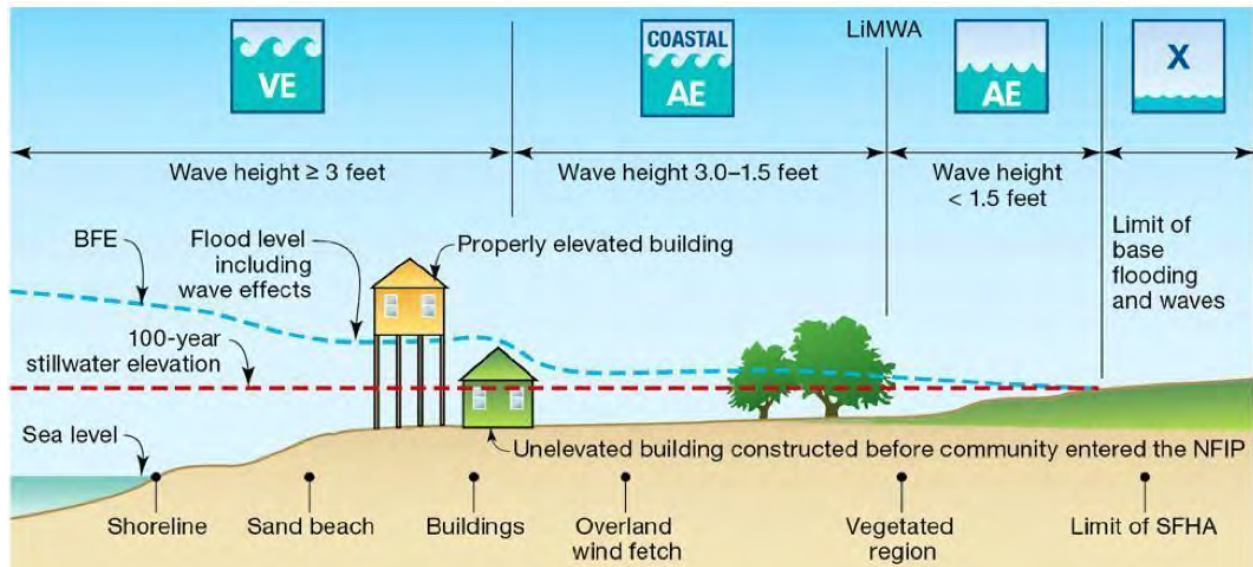 VE
COASTAL
AE
LiMWA
AE
X
Wave height ≥ 3 feet
Wave height 3.0–1.5 feet
Wave height
< 1.5 feet
Limit of
base
flooding
and waves
BFE
Flood level
including
wave effects
Properly elevated building
100-year
stillwater elevation
Sea level
Unelevated building constructed before community entered the NFIP
Shoreline
Sand beach
Buildings
Overland
wind fetch
Vegetated
region
Limit of SFHA